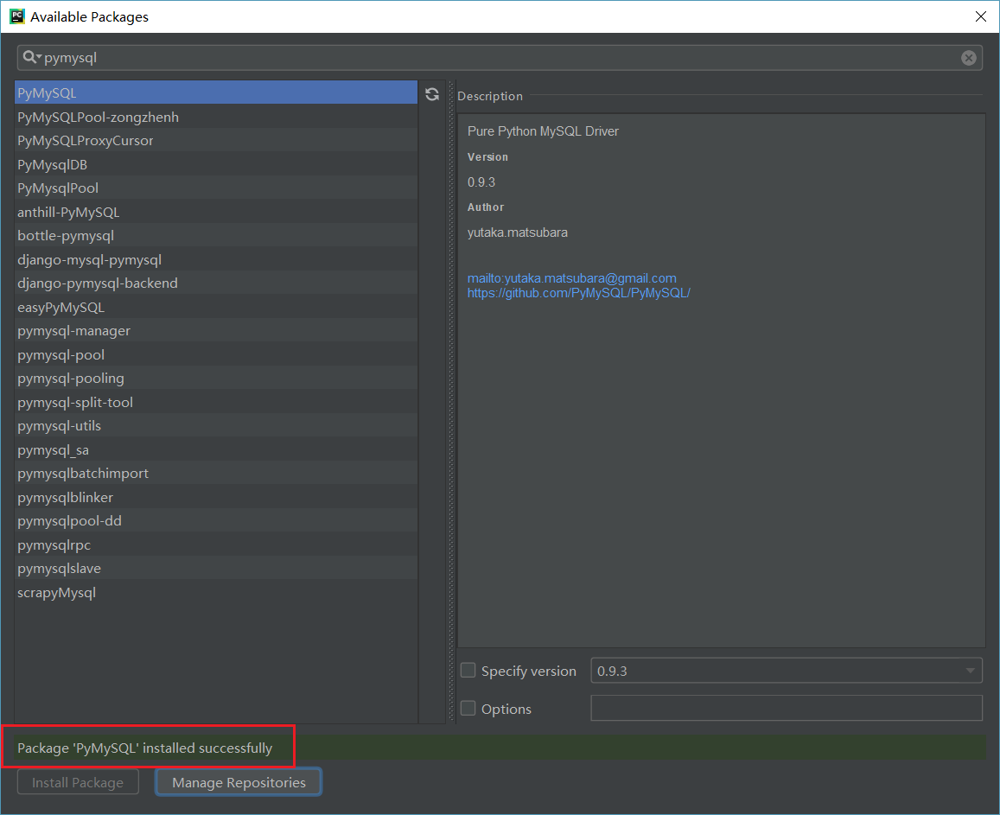 PC Available Packages
pymysql
PyMySQL
PyMySQLPool-zongzhenh
PyMySQLProxyCursor
PyMysqlDB
PyMysqlPool
anthill-PyMySQL
bottle-pymysql
django-mysql-pymysql
django-pymysql-backend
easyPyMySQL
pymysql-manager
pymysql-pool
pymysql-pooling
pymysql-split-tool
pymysql-utils
pymysql_sa
pymysqlbatchimport
pymysqlblinker
pymysqlpool-dd
pymysqlrpc
pymysqlslave
scrapyMysql
Description
Pure Python MySQL Driver
Version
0.9.3
Author
yutaka.matsubara
mailto:yutaka.matsubara@gmail.com
https://github.com/PyMySQL/PyMySQL/
Specify version 0.9.3
Options
Package 'PyMySQL' installed successfully
Install Package Manage Repositories